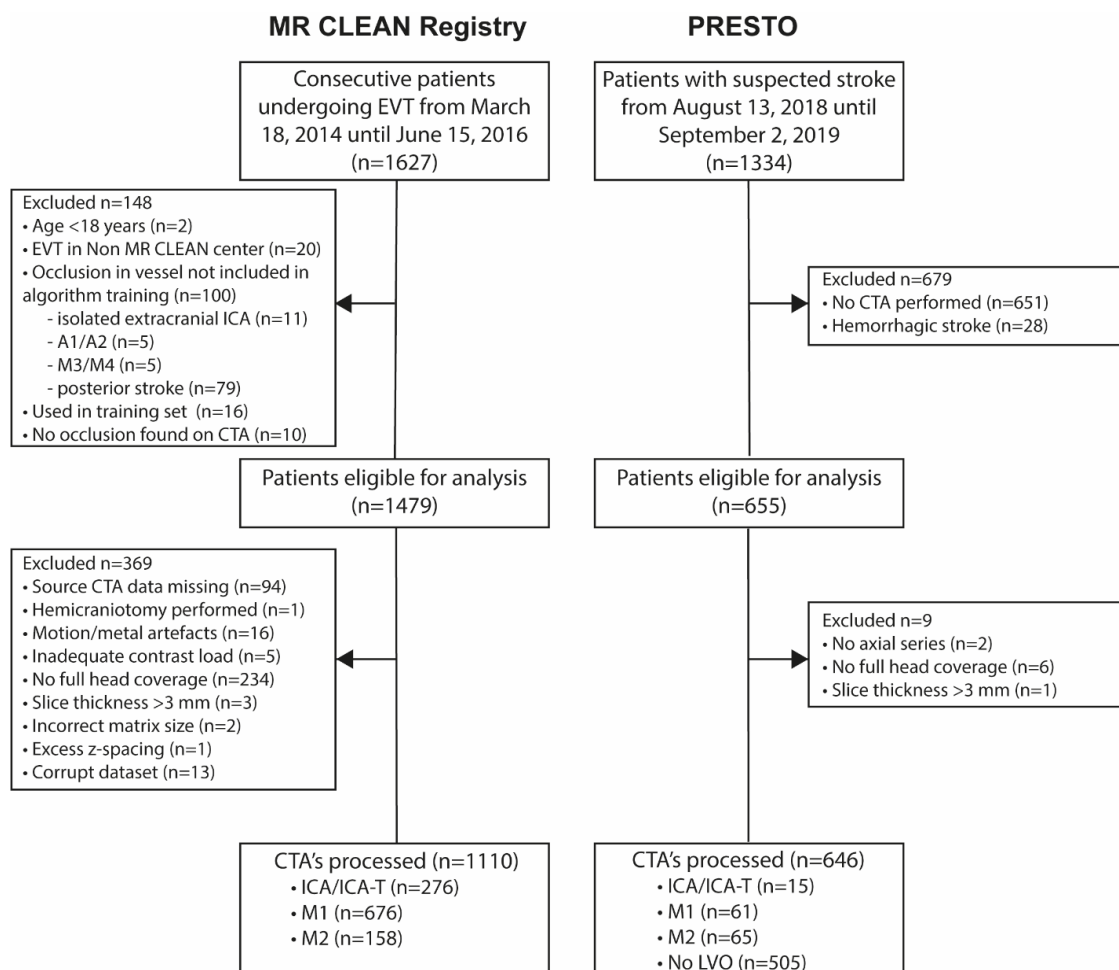 MR CLEAN Registry
Consecutive patients
undergoing EVT from March
18, 2014 until June 15, 2016
(n=1627)
Excluded n=148
• Age <18 years (n=2)
• EVT in Non MR CLEAN center (n=20)
• Occlusion in vessel not included in
algorithm training (n=100)
- isolated extracranial ICA (n=11)
- A1/A2 (n=5)
- M3/M4 (n=5)
- posterior stroke (n=79)
• Used in training set (n=16)
• No occlusion found on CTA (n=10)
Patients eligible for analysis
(n=1479)
Excluded n=369
• Source CTA data missing (n=94)
• Hemicraniotomy performed (n=1)
• Motion/metal artefacts (n=16)
• Inadequate contrast load (n=5)
• No full head coverage (n=234)
• Slice thickness >3 mm (n=3)
• Incorrect matrix size (n=2)
• Excess z-spacing (n=1)
• Corrupt dataset (n=13)
CTA's processed (n=1110)
• ICA/ICA-T (n=276)
• M1 (n=676)
• M2 (n=158)
PRESTO
Patients with suspected stroke
from August 13, 2018 until
September 2, 2019
(n=1334)
Excluded n=679
• No CTA performed (n=651)
• Hemorrhagic stroke (n=28)
Patients eligible for analysis
(n=655)
Excluded n=9
• No axial series (n=2)
• No full head coverage (n=6)
• Slice thickness >3 mm (n=1)
CTA's processed (n=646)
• ICA/ICA-T (n=15)
• M1 (n=61)
• M2 (n=65)
• No LVO (n=505)